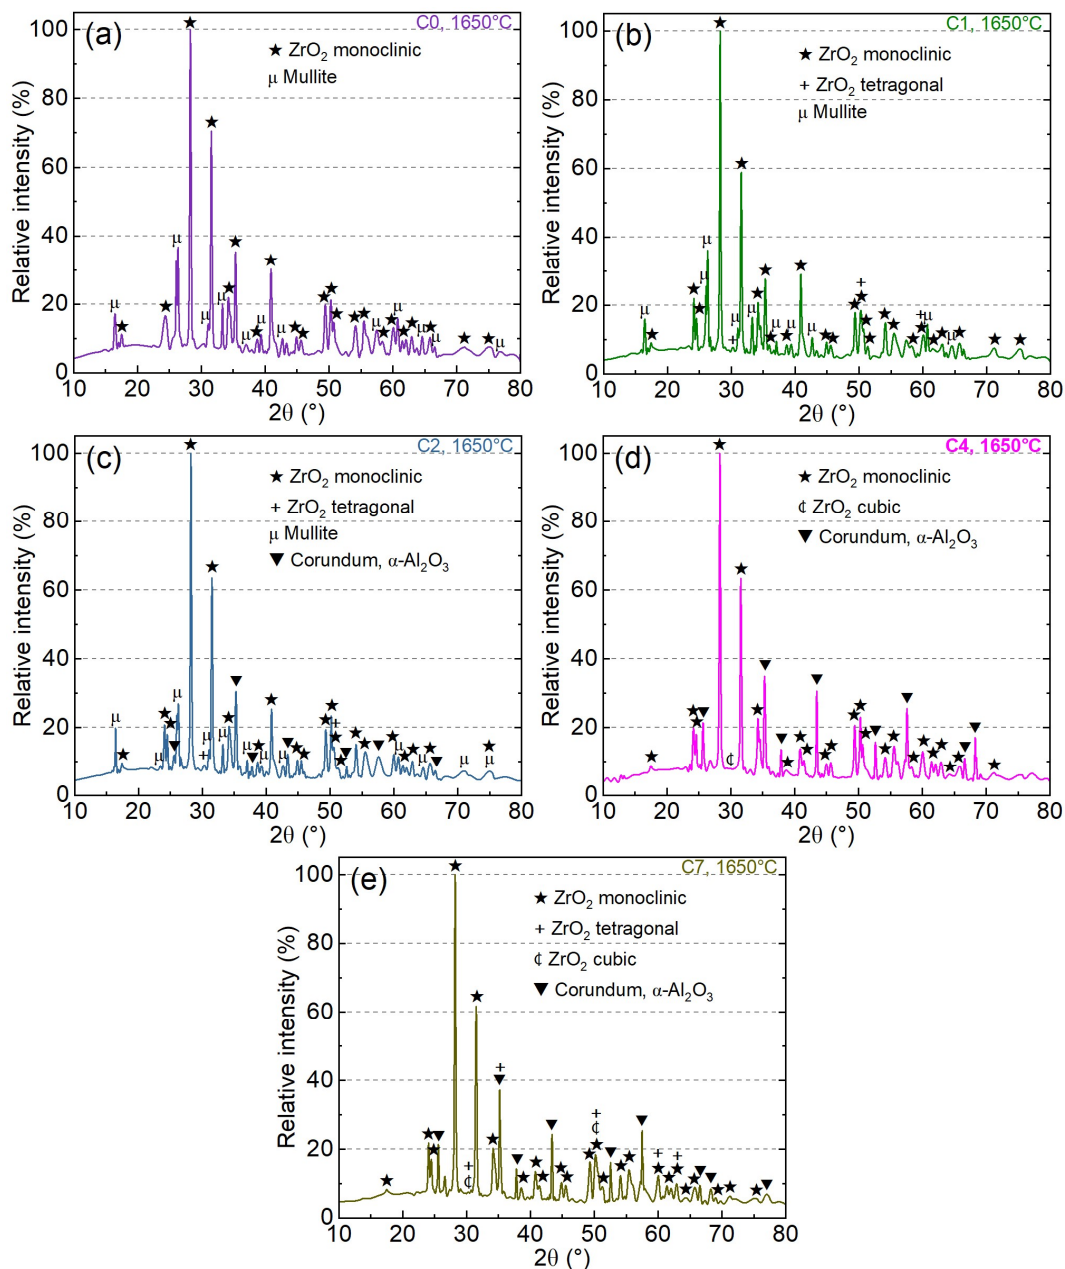 (a)
C0, 1650°C
★ ZrO₂ monoclinic
μ Mullite
Relative intensity (%)
100
80
60
40
20
0
10 20 30 40 50 60 70 80
2θ (°)
(b)
C1, 1650°C
★ ZrO₂ monoclinic
+ ZrO₂ tetragonal
μ Mullite
Relative intensity (%)
100
80
60
40
20
0
10 20 30 40 50 60 70 80
2θ (°)
(c)
C2, 1650°C
★ ZrO₂ monoclinic
+ ZrO₂ tetragonal
μ Mullite
▼ Corundum, α-Al₂O₃
Relative intensity (%)
100
80
60
40
20
0
10 20 30 40 50 60 70 80
2θ (°)
(d)
C4, 1650°C
★ ZrO₂ monoclinic
¢ ZrO₂ cubic
▼ Corundum, α-Al₂O₃
Relative intensity (%)
100
80
60
40
20
0
10 20 30 40 50 60 70 80
2θ (°)
(e)
C7, 1650°C
★ ZrO₂ monoclinic
+ ZrO₂ tetragonal
¢ ZrO₂ cubic
▼ Corundum, α-Al₂O₃
Relative intensity (%)
100
80
60
40
20
0
10 20 30 40 50 60 70 80
2θ (°)